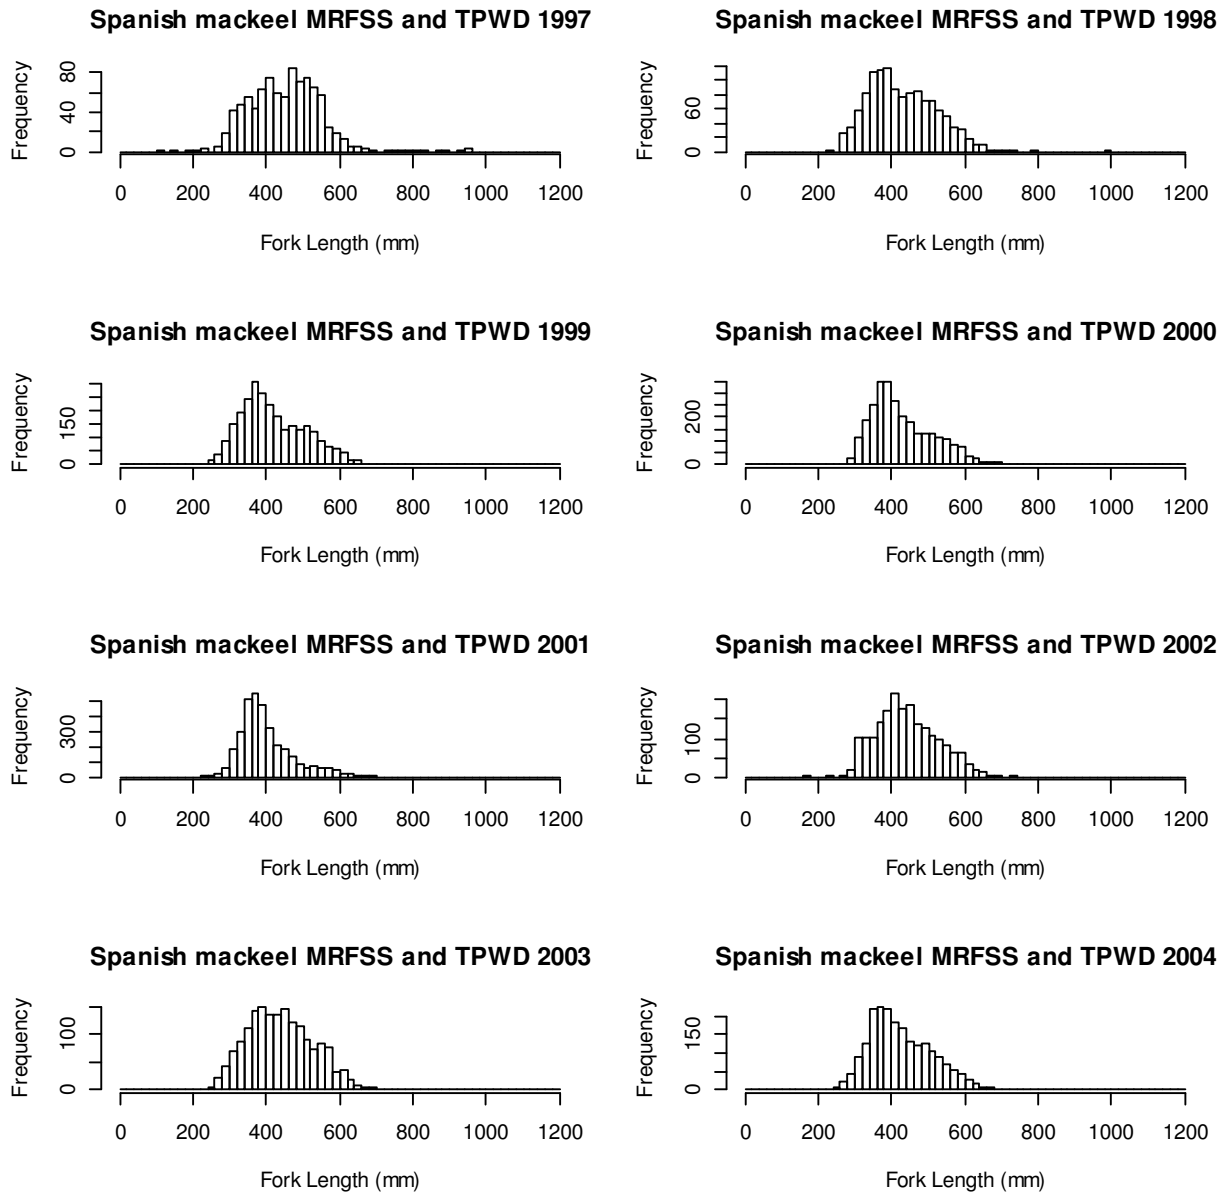 Spanish mackeel MRFSS and TPWD 1997
Frequency
0 40 80
0 200 400 600 800 1000 1200
Fork Length (mm)
Spanish mackeel MRFSS and TPWD 1998
Frequency
0 60
0 200 400 600 800 1000 1200
Fork Length (mm)
Spanish mackeel MRFSS and TPWD 1999
Frequency
0 150
0 200 400 600 800 1000 1200
Fork Length (mm)
Spanish mackeel MRFSS and TPWD 2000
Frequency
0 200
0 200 400 600 800 1000 1200
Fork Length (mm)
Spanish mackeel MRFSS and TPWD 2001
Frequency
0 300
0 200 400 600 800 1000 1200
Fork Length (mm)
Spanish mackeel MRFSS and TPWD 2002
Frequency
0 100
0 200 400 600 800 1000 1200
Fork Length (mm)
Spanish mackeel MRFSS and TPWD 2003
Frequency
0 100
0 200 400 600 800 1000 1200
Fork Length (mm)
Spanish mackeel MRFSS and TPWD 2004
Frequency
0 150
0 200 400 600 800 1000 1200
Fork Length (mm)